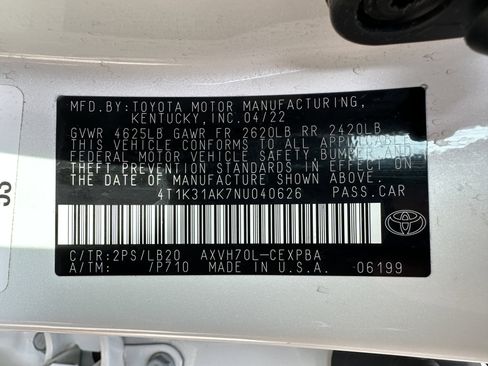 MFD.BY:TOYOTA MOTOR MANUFACTURING,
KENTUCKY,INC.04/22
GVWR 4625LB GAWR FR 2620LB RR 2420LB
THIS VEHICLE CONFORMS TO ALL APPLICABLE
FEDERAL MOTOR VEHICLE SAFETY,BUMPER AND
THEFT PREVENTION STANDARDS IN EFFECT ON
THE DATE OF MANUFACTURE SHOWN ABOVE.
4T1K31AK7NU040626 PASS.CAR
C/TR:2PS/LB20 AXVH70L-CEXPBA
A/TM: /P710 MADE IN U.S.A. 06199